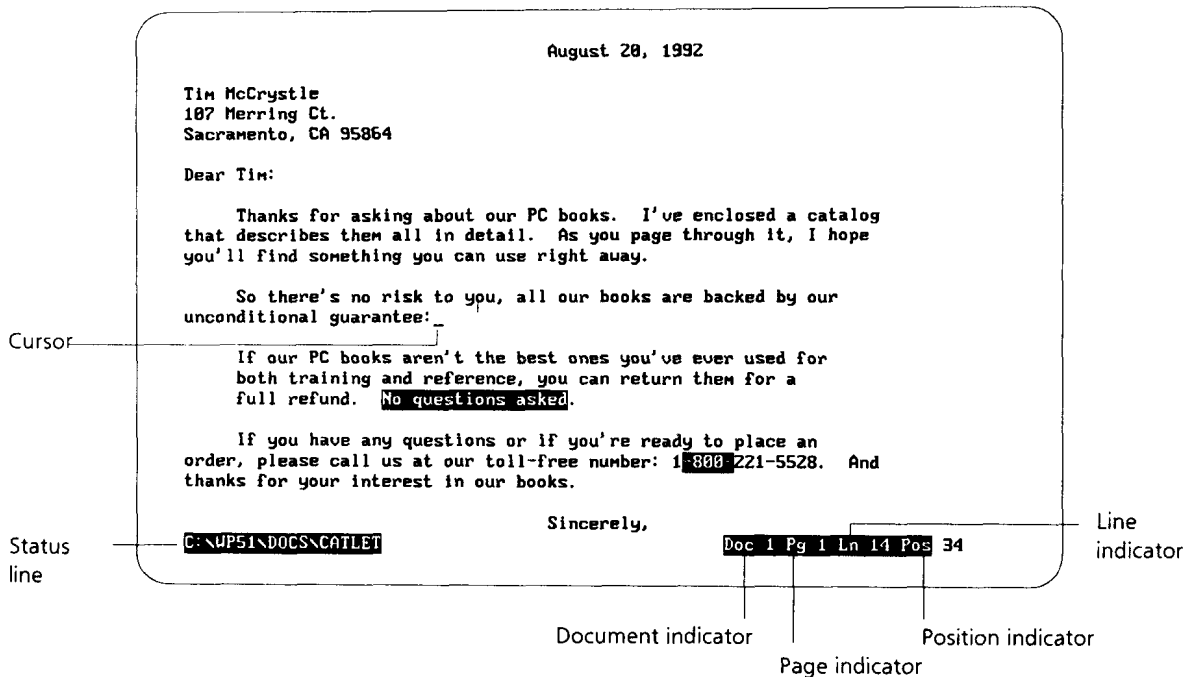 August 20, 1992
Tim McCrystle
107 Merring Ct.
Sacramento, CA 95864
Dear Tim:
Thanks for asking about our PC books.  I've enclosed a catalog
that describes them all in detail.  As you page through it, I hope
you'll find something you can use right away.
So there's no risk to you, all our books are backed by our
unconditional guarantee:_
Cursor
If our PC books aren't the best ones you've ever used for
both training and reference, you can return them for a
full refund.  No questions asked.
If you have any questions or if you're ready to place an
order, please call us at our toll-free number: 1-800-221-5528.  And
thanks for your interest in our books.
Sincerely,
Status
line
C:\WP51\DOCS\CATLET
Doc 1 Pg 1 Ln 14 Pos 34
Line
indicator
Document indicator
Position indicator
Page indicator